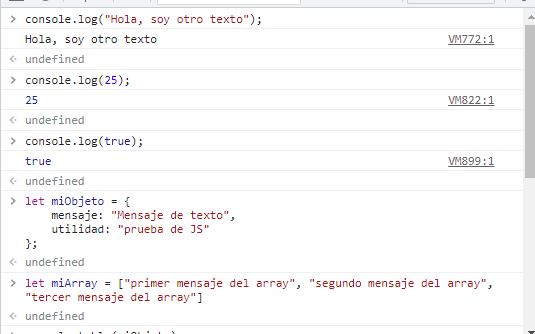 console.log("Hola, soy otro texto");
Hola, soy otro texto VM772:1
undefined
console.log(25);
25 VM822:1
undefined
console.log(true);
true VM899:1
undefined
let miObjeto = {
mensaje: "Mensaje de texto",
utilidad: "prueba de JS"
};
undefined
let miArray = ["primer mensaje del array", "segundo mensaje del array",
"tercer mensaje del array"]
undefined